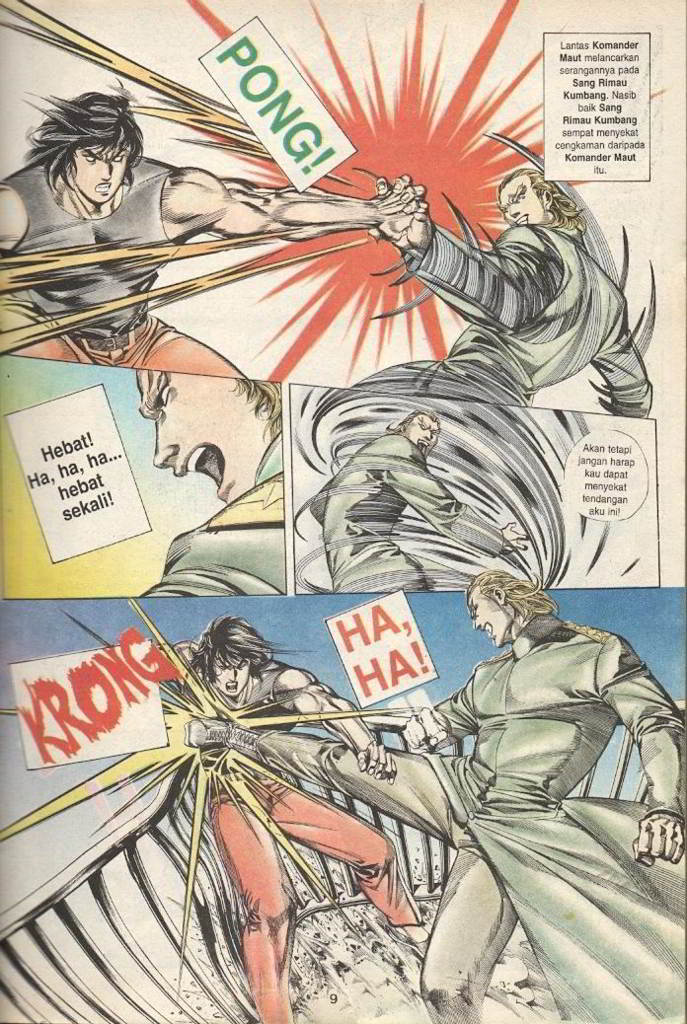 PONG!
Lantas Komander
Maut melancarkan
serangannya pada
Sang Rimau
Kumbang. Nasib
baik Sang
Rimau Kumbang
sempat menyekat
cengkaman daripada
Komander Maut
itu.
Hebat!
Ha, ha, ha...
hebat
sekali!
Akan tetapi
jangan harap
kau dapat
menyekat
tendangan
aku ini!
KRONG
HA,
HA!
9